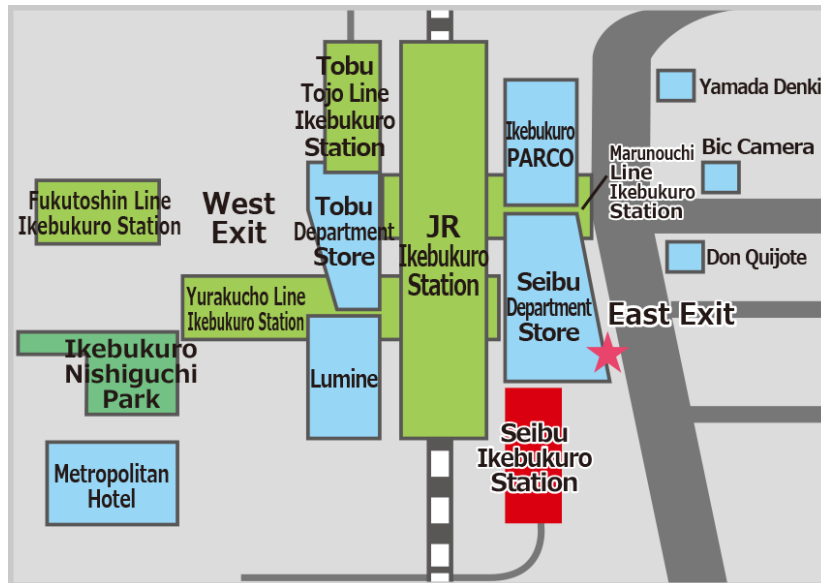 Tobu
Tojo Line
Ikebukuro
Station
Ikebukuro
PARCO
Yamada Denki
Bic Camera
Marunouchi
Line
Ikebukuro
Station
Fukutoshin Line
Ikebukuro Station
West
Exit
Tobu
Department
Store
JR
Ikebukuro
Station
Don Quijote
Seibu
Department
Store
East Exit
Yurakucho Line
Ikebukuro Station
Ikebukuro
Nishiguchi
Park
Lumine
Seibu
Ikebukuro
Station
Metropolitan
Hotel